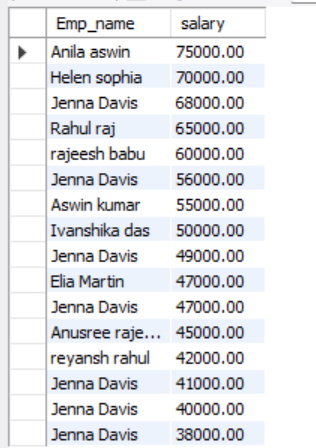 Emp_name salary
Anila aswin 75000.00
Helen sophia 70000.00
Jenna Davis 68000.00
Rahul raj 65000.00
rajeesh babu 60000.00
Jenna Davis 56000.00
Aswin kumar 55000.00
Ivanshika das 50000.00
Jenna Davis 49000.00
Elia Martin 47000.00
Jenna Davis 47000.00
Anusree raje... 45000.00
reyansh rahul 42000.00
Jenna Davis 41000.00
Jenna Davis 40000.00
Jenna Davis 38000.00